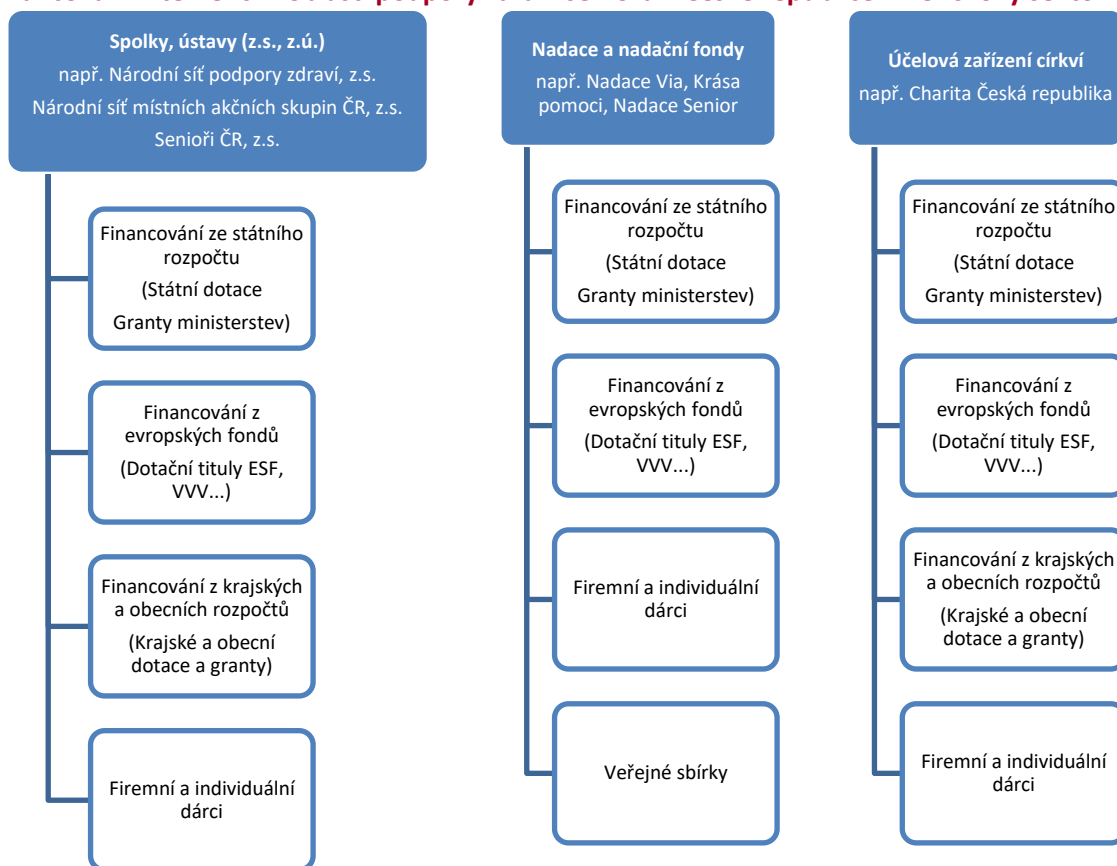 Spolky, ústavy (z.s., z.ú.)
např. Národní síť podpory zdraví, z.s.
Národní síť místních akčních skupin ČR, z.s.
Senioři ČR, z.s.
Financování ze státního
rozpočtu
(Státní dotace
Granty ministerstev)
Financování z
evropských fondů
(Dotační tituly ESF,
VVV...)
Financování z krajských
a obecních rozpočtů
(Krajské a obecní
dotace a granty)
Firemní a individuální
dárci
Nadace a nadační fondy
např. Nadace Via, Krása
pomoci, Nadace Senior
Financování ze státního
rozpočtu
(Státní dotace
Granty ministerstev)
Financování z
evropských fondů
(Dotační tituly ESF,
VVV...)
Firemní a individuální
dárci
Veřejné sbírky
Účelová zařízení církví
např. Charita Česká republika
Financování ze státního
rozpočtu
(Státní dotace
Granty ministerstev)
Financování z
evropských fondů
(Dotační tituly ESF,
VVV...)
Financování z krajských
a obecních rozpočtů
(Krajské a obecní
dotace a granty)
Firemní a individuální
dárci